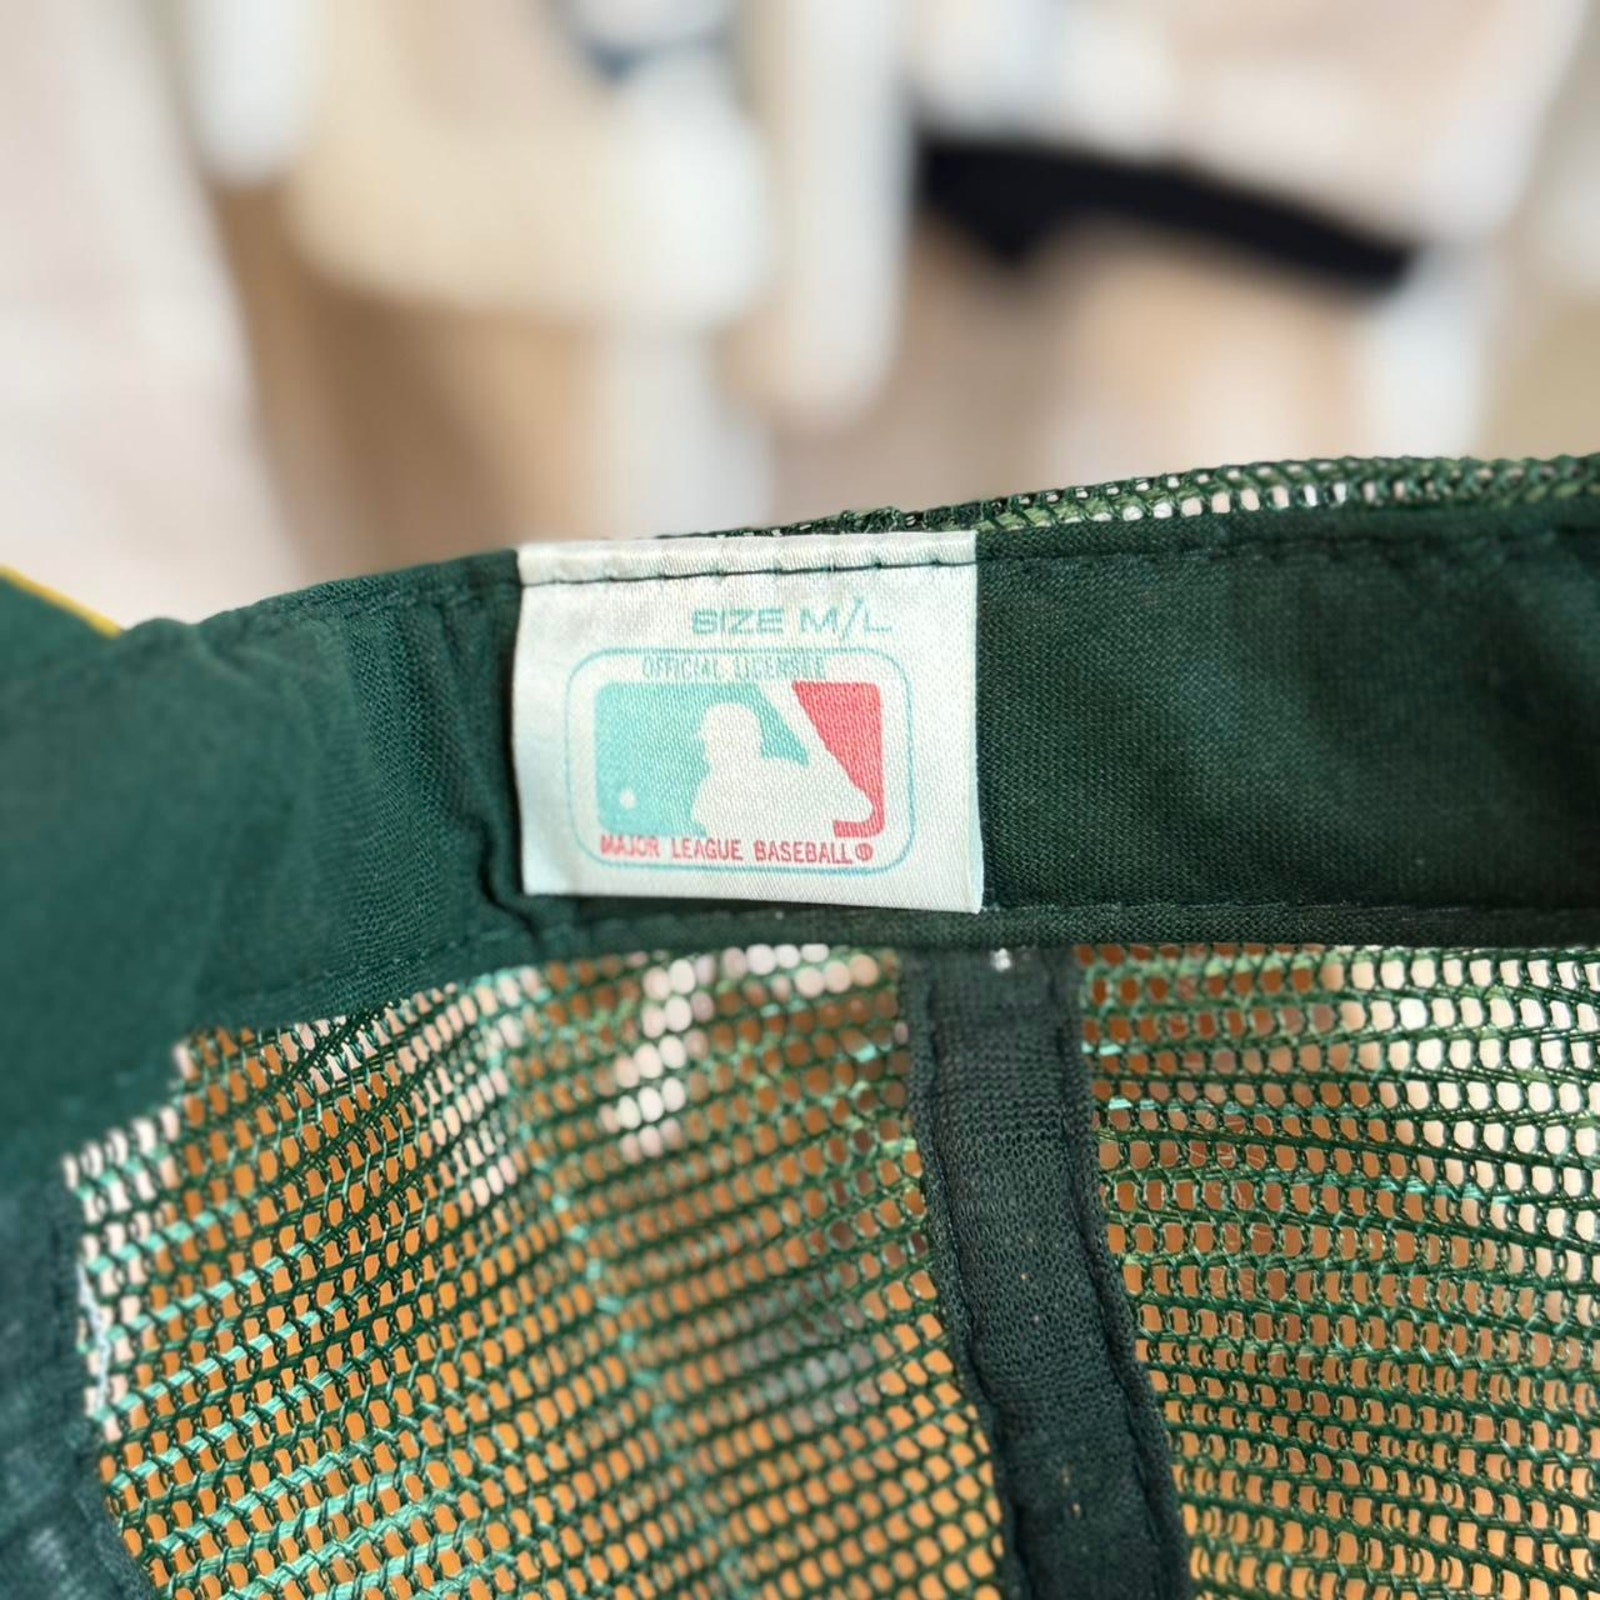 SIZE M/L
OFFICIAL LICENSEE
MAJOR LEAGUE BASEBALL®